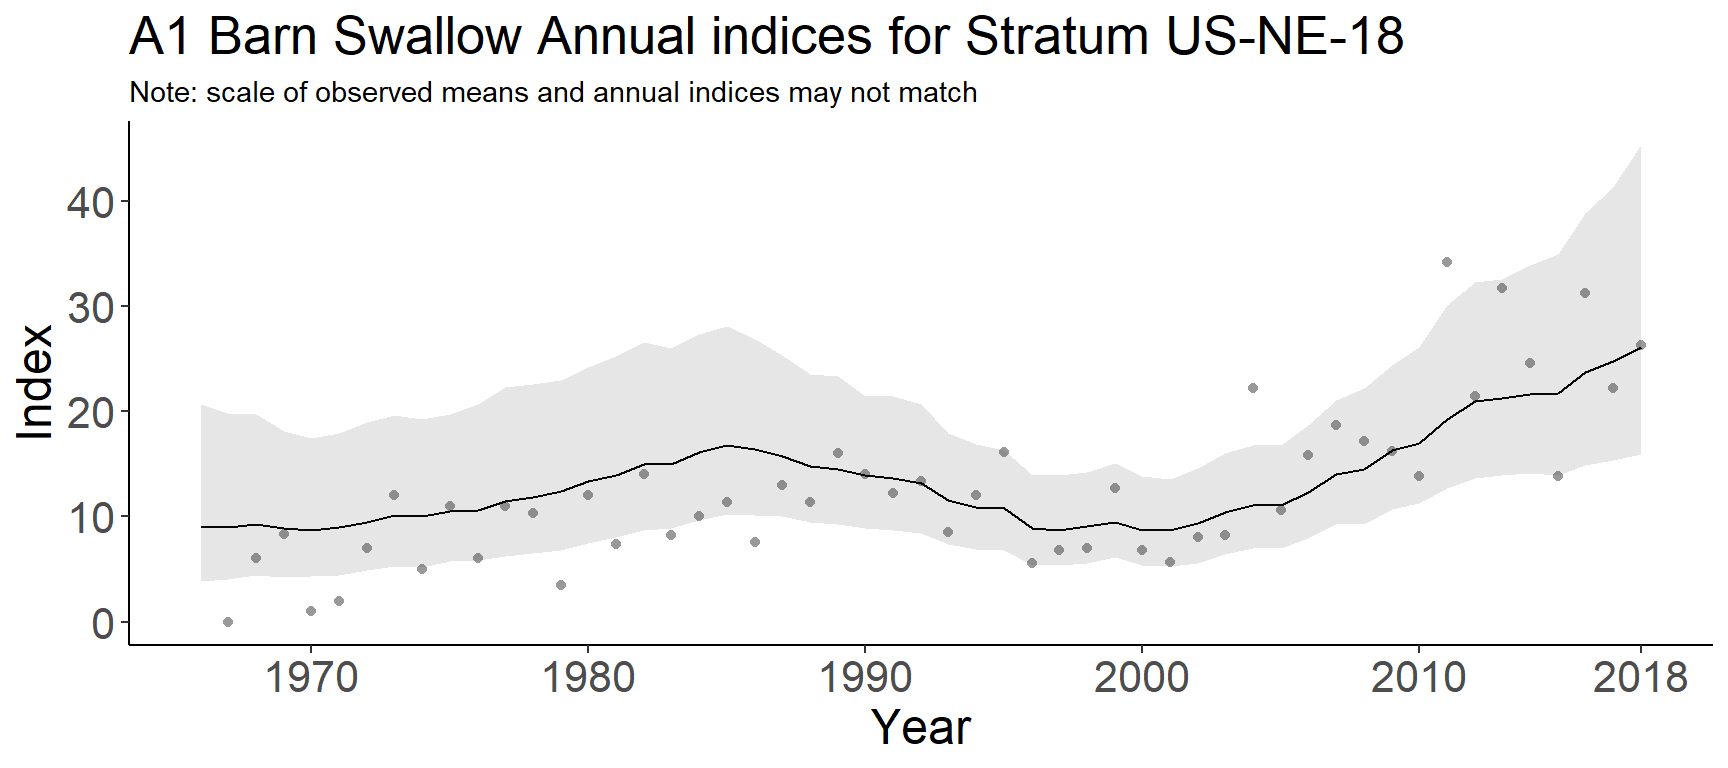 A1 Barn Swallow Annual indices for Stratum US-NE-18
Note: scale of observed means and annual indices may not match
40
30
20
10
0
Index
1970 1980 1990 2000 2010 2018
Year